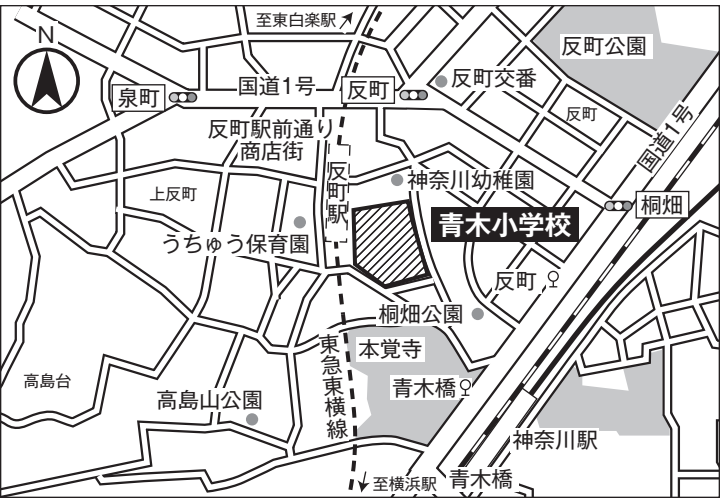 至東白楽駅
N
反町公園
国道1号
反町
反町交番
泉町
反町
国道1号
反町駅前通り
商店街
反町駅
神奈川幼稚園
上反町
桐畑
青木小学校
うちゅう保育園
反町
桐畑公園
本覚寺
東急東横線
高島台
青木橋
高島山公園
神奈川駅
至横浜駅
青木橋